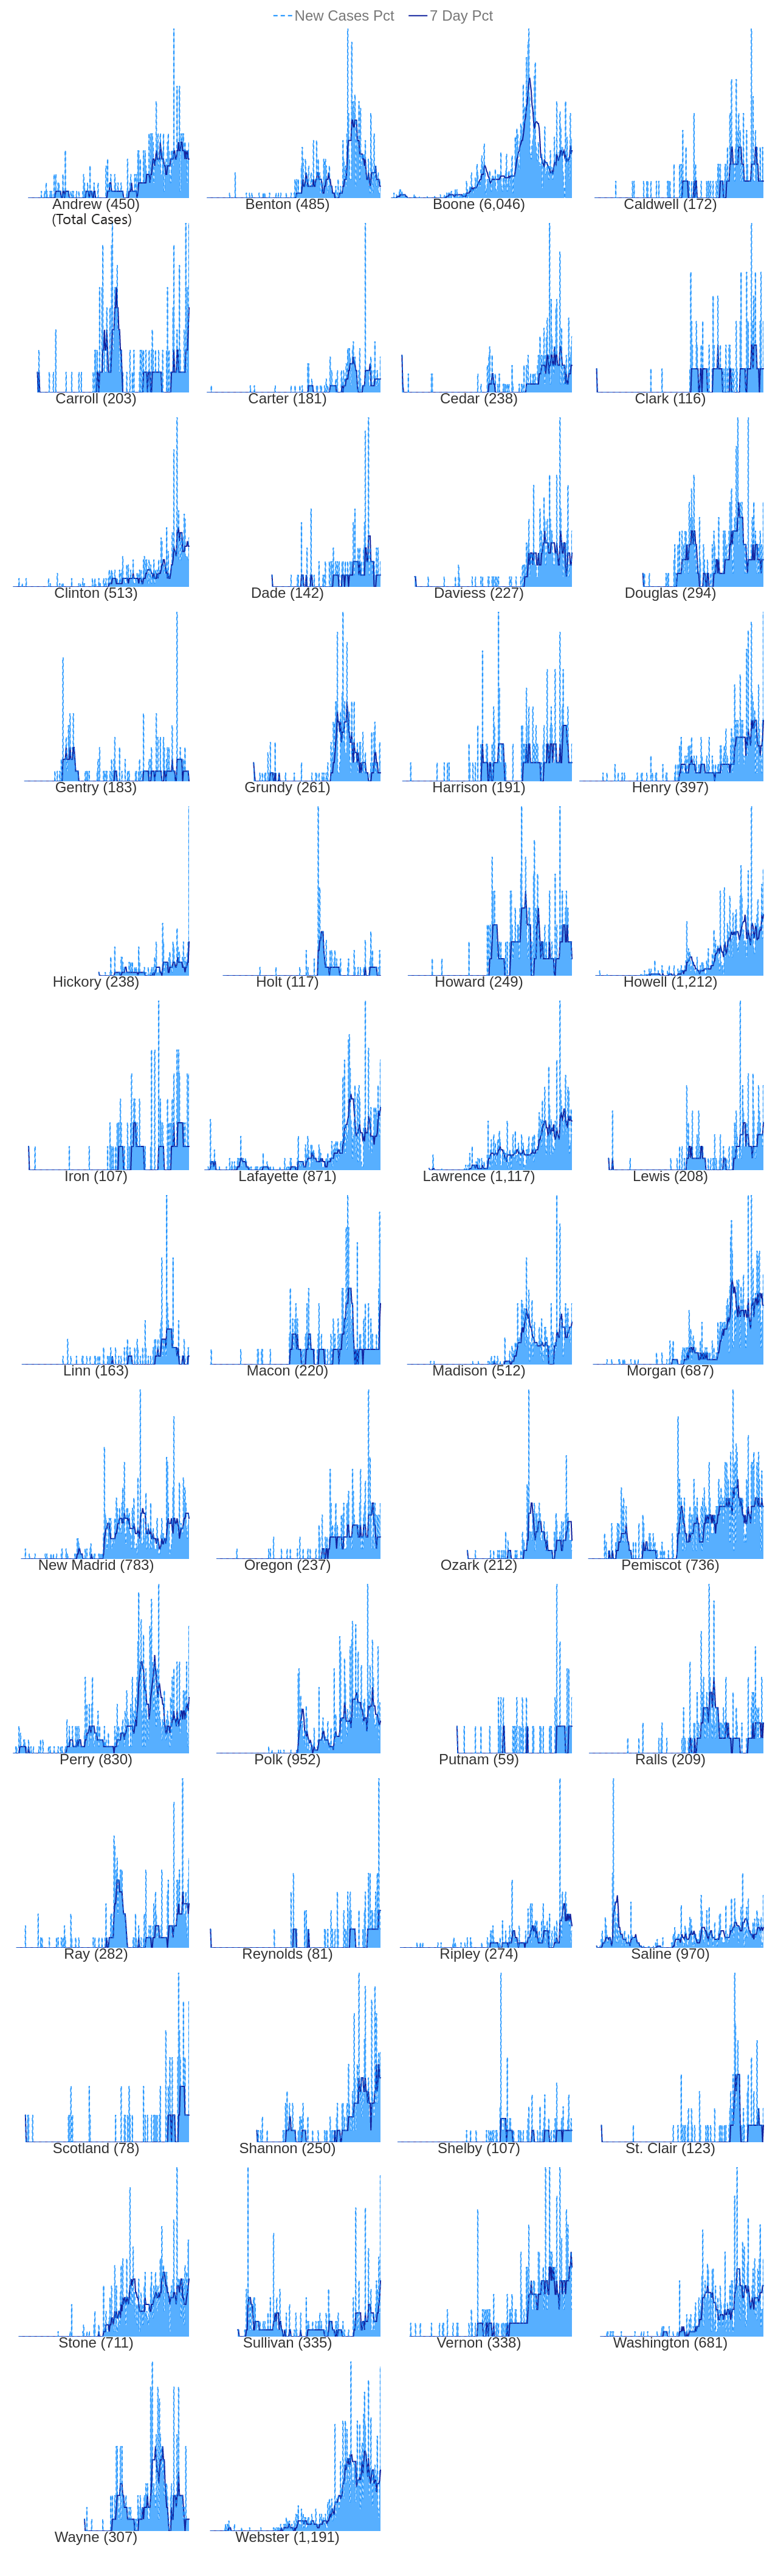 New Cases Pct 7 Day Pct
Andrew (450) Benton (485) Boone (6,046) Caldwell (172)
(Total Cases)
Carroll (203) Carter (181) Cedar (238) Clark (116)
Clinton (513) Dade (142) Daviess (227) Douglas (294)
Gentry (183) Grundy (261) Harrison (191) Henry (397)
Hickory (238) Holt (117) Howard (249) Howell (1,212)
Iron (107) Lafayette (871) Lawrence (1,117) Lewis (208)
Linn (163) Macon (220) Madison (512) Morgan (687)
New Madrid (783) Oregon (237) Ozark (212) Pemiscot (736)
Perry (830) Polk (952) Putnam (59) Ralls (209)
Ray (282) Reynolds (81) Ripley (274) Saline (970)
Scotland (78) Shannon (250) Shelby (107) St. Clair (123)
Stone (711) Sullivan (335) Vernon (338) Washington (681)
Wayne (307) Webster (1,191)